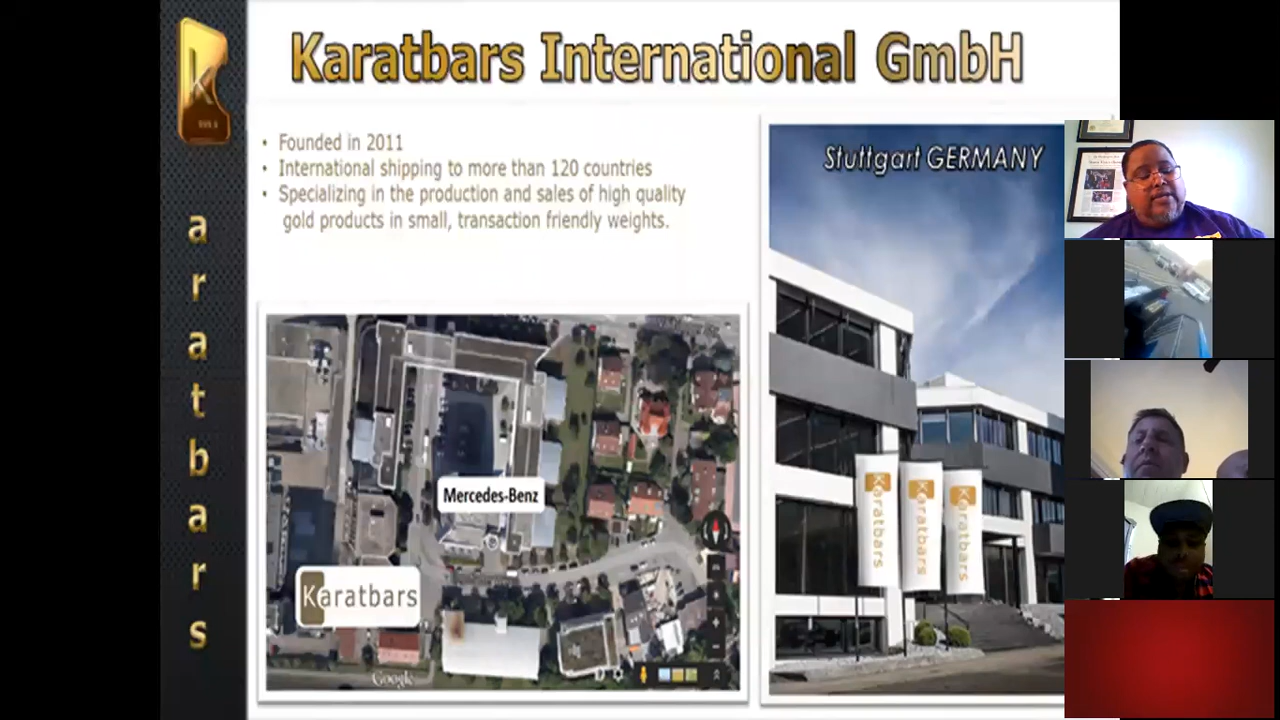 Karatbars International GmbH
• Founded in 2011
• International shipping to more than 120 countries
• Specializing in the production and sales of high quality
gold products in small, transaction friendly weights.
Stuttgart GERMANY
K
a
r
a
t
b
a
r
s
Mercedes-Benz
Karatbars
Google
Karatbars
Karatbars
Karatbars